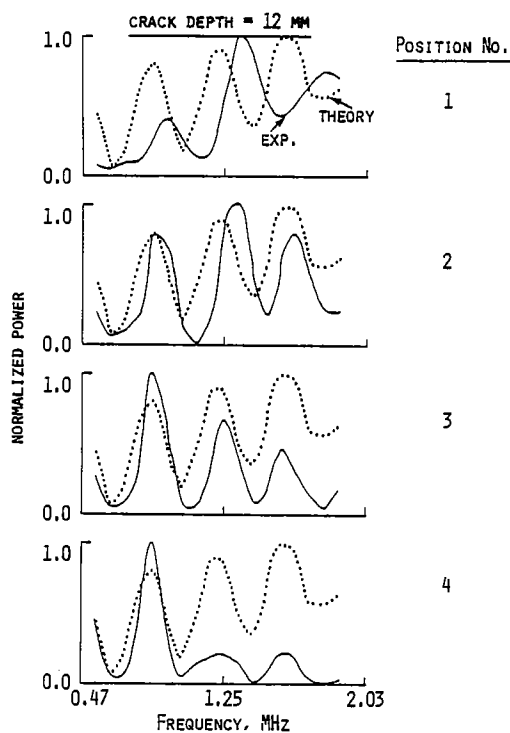 CRACK DEPTH = 12 MM
POSITION NO.
1.0
THEORY
EXP.
0.0
1
1.0
0.0
2
NORMALIZED POWER
1.0
0.0
3
1.0
0.0
4
0.47 1.25 2.03
FREQUENCY, MHZ